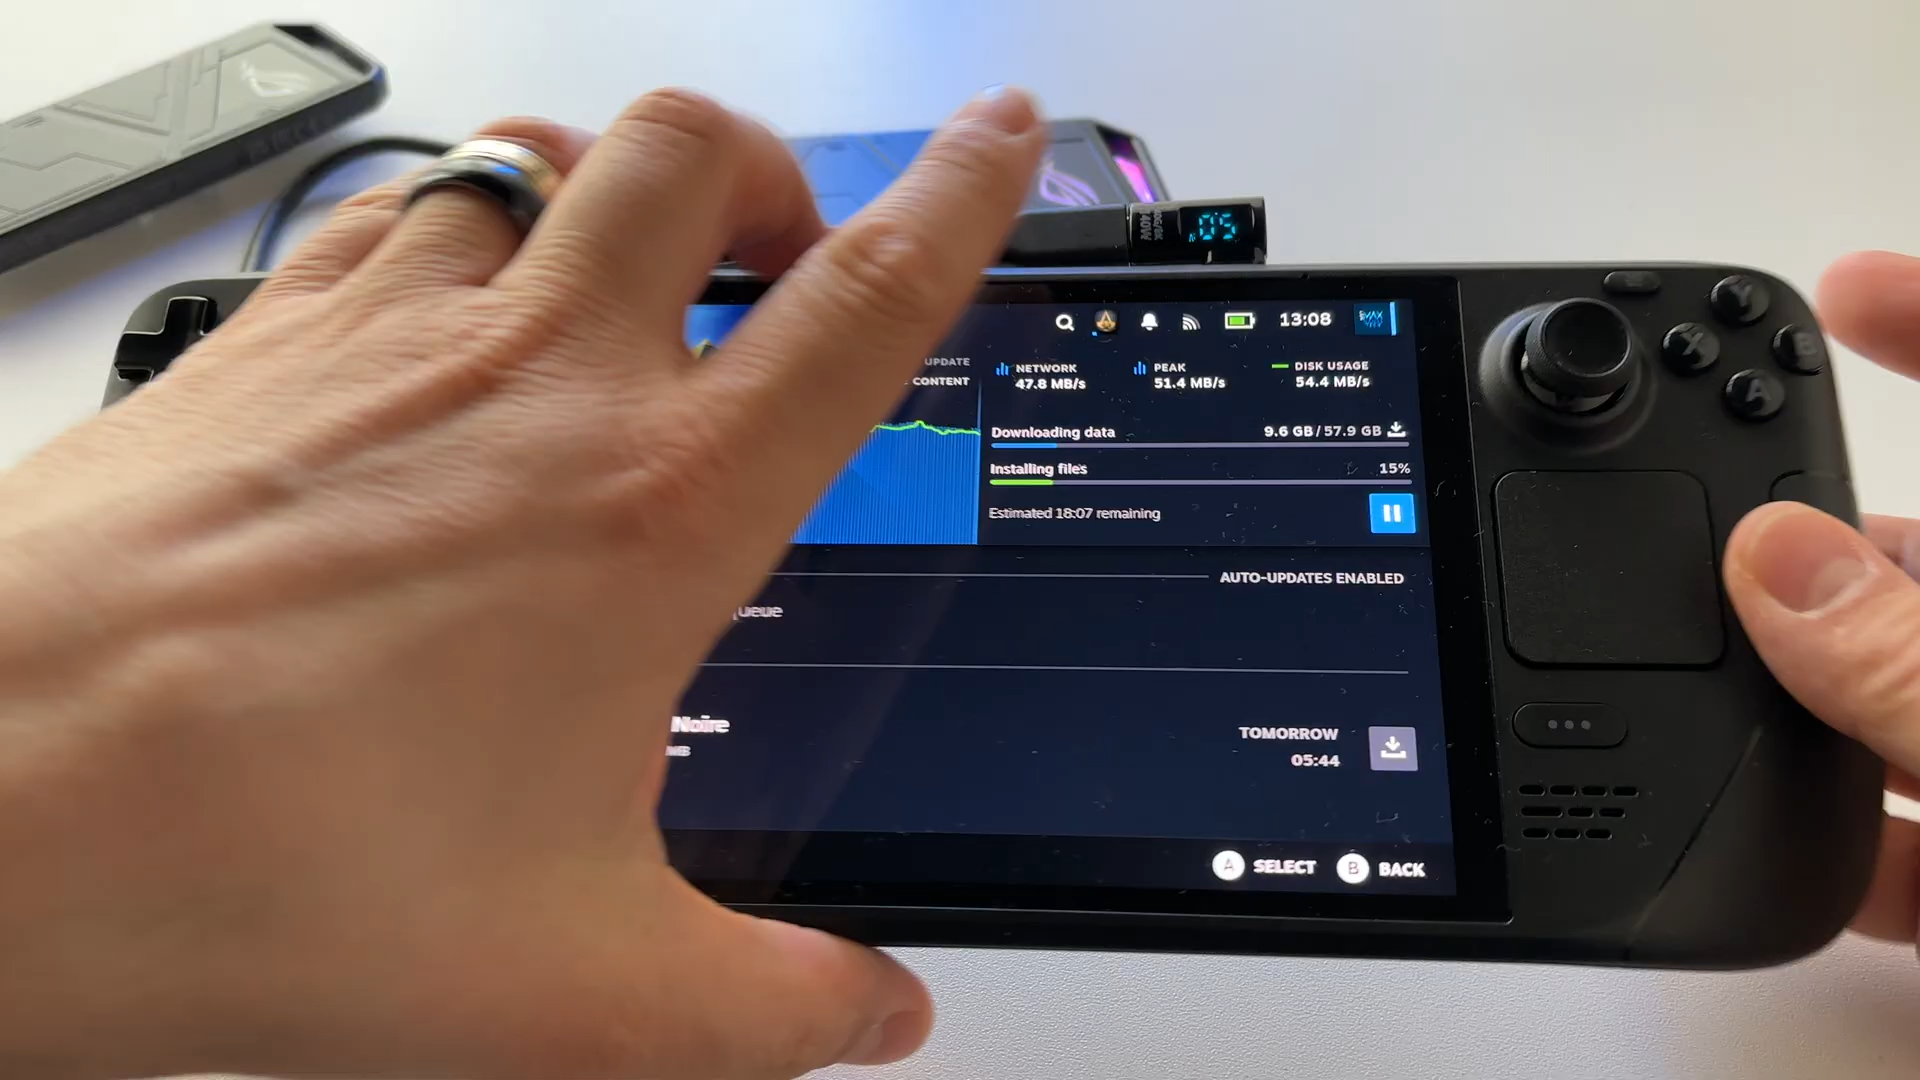 05
13:08
UPDATE
CONTENT
NETWORK
47.8 MB/s
PEAK
51.4 MB/s
DISK USAGE
54.4 MB/s
Downloading data
9.6 GB / 57.9 GB
Installing files
15%
Estimated 18:07 remaining
AUTO-UPDATES ENABLED
ueue
Noire
MB
TOMORROW
05:44
A SELECT
B BACK
Y
X
B
A